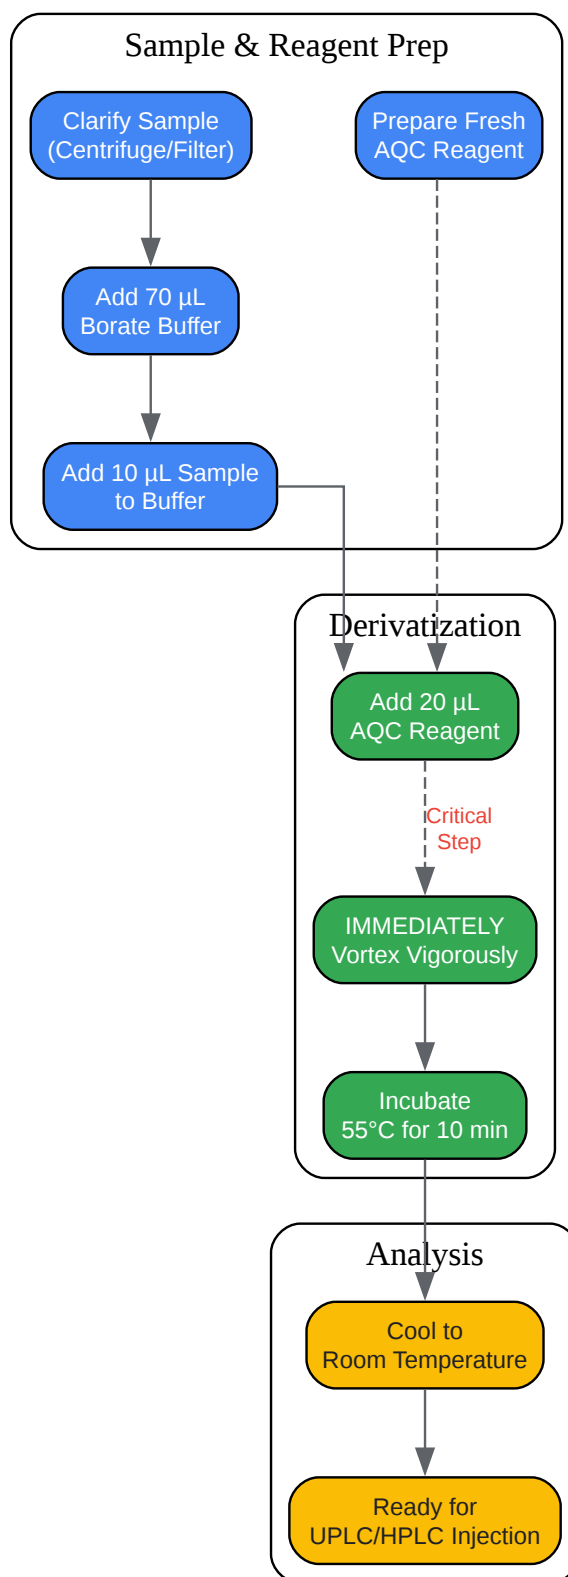 Sample & Reagent Prep
Clarify Sample
(Centrifuge/Filter)
Prepare Fresh
AQC Reagent
Add 70 µL
Borate Buffer
Add 10 µL Sample
to Buffer
Derivatization
Add 20 µL
AQC Reagent
Critical
Step
IMMEDIATELY
Vortex Vigorously
Incubate
55°C for 10 min
Analysis
Cool to
Room Temperature
Ready for
UPLC/HPLC Injection